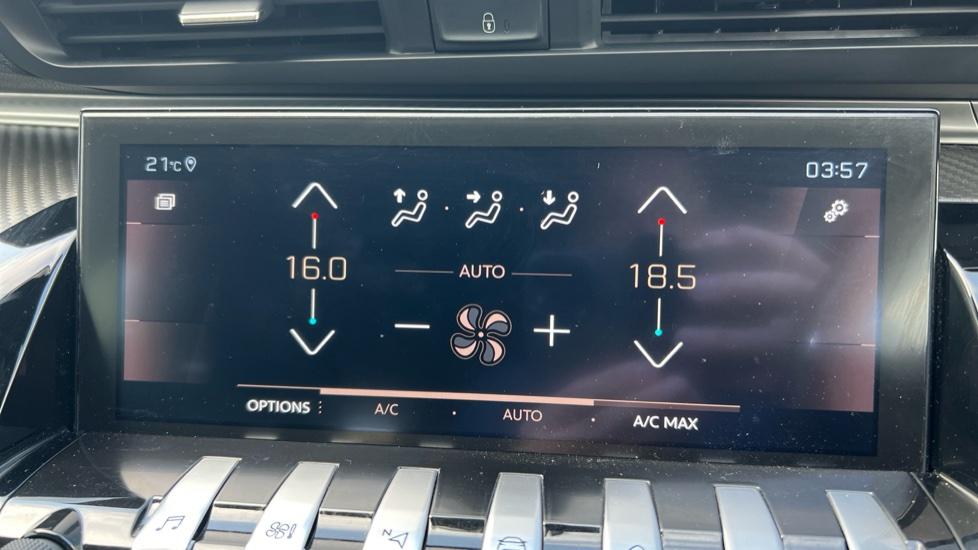 21°C 03:57
16.0 AUTO 18.5
OPTIONS A/C AUTO A/C MAX
N